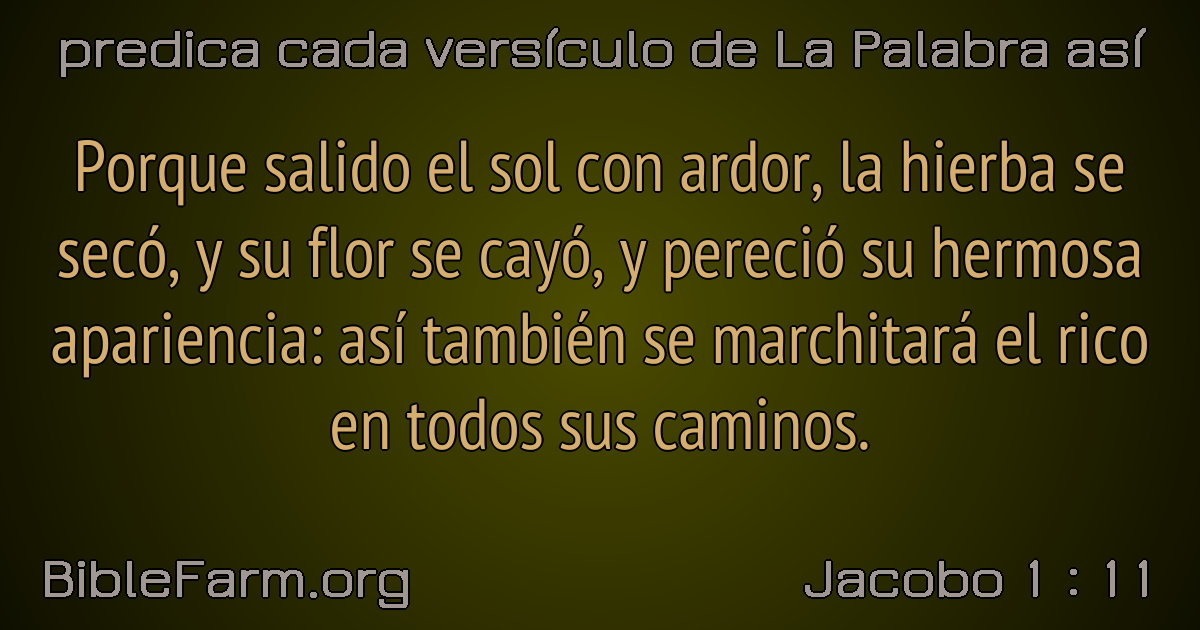 predica cada versículo de La Palabra así
Porque salido el sol con ardor, la hierba se
secó, y su flor se cayó, y pereció su hermosa
apariencia: así también se marchitará el rico
en todos sus caminos.
BibleFarm.org
Jacobo 1 : 11